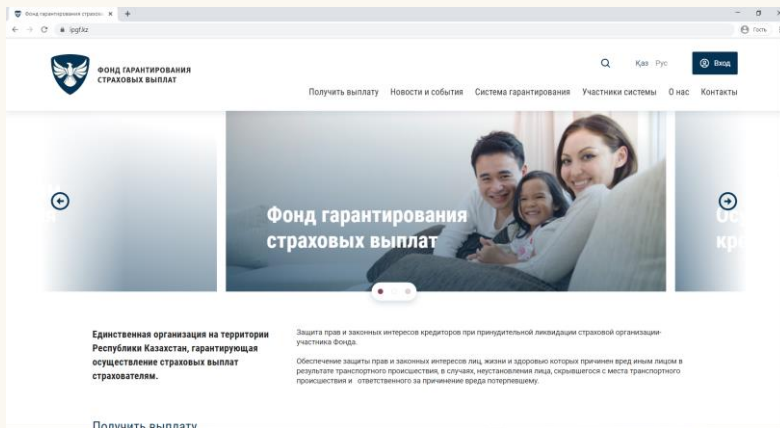 Фонд гарантирования страхов
ipgf.kz
Гость
ФОНД ГАРАНТИРОВАНИЯ
СТРАХОВЫХ ВЫПЛАТ
Қаз Рус
Вход
Получить выплату Новости и события Система гарантирования Участники системы О нас Контакты
Фонд гарантирования
страховых выплат
Единственная организация на территории
Республики Казахстан, гарантирующая
осуществление страховых выплат
страхователям.
Защита прав и законных интересов кредиторов при принудительной ликвидации страховой организации-
участника Фонда.
Обеспечение защиты прав и законных интересов лиц, жизни и здоровью которых причинен вред иным лицом в
результате транспортного происшествия, в случаях, неустановления лица, скрывшегося с места транспортного
происшествия и ответственного за причинение вреда потерпевшему.
Получить выплату